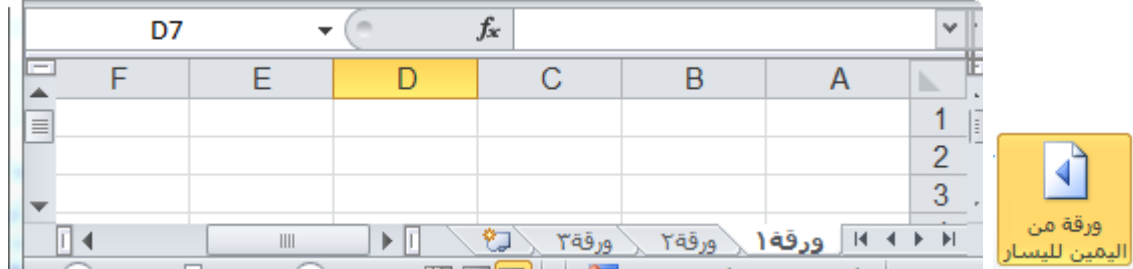 D7 fx
F E D C B A
1
2
3
ورقة١ ورقة٢ ورقة٣
ورقة من
اليمين لليسار